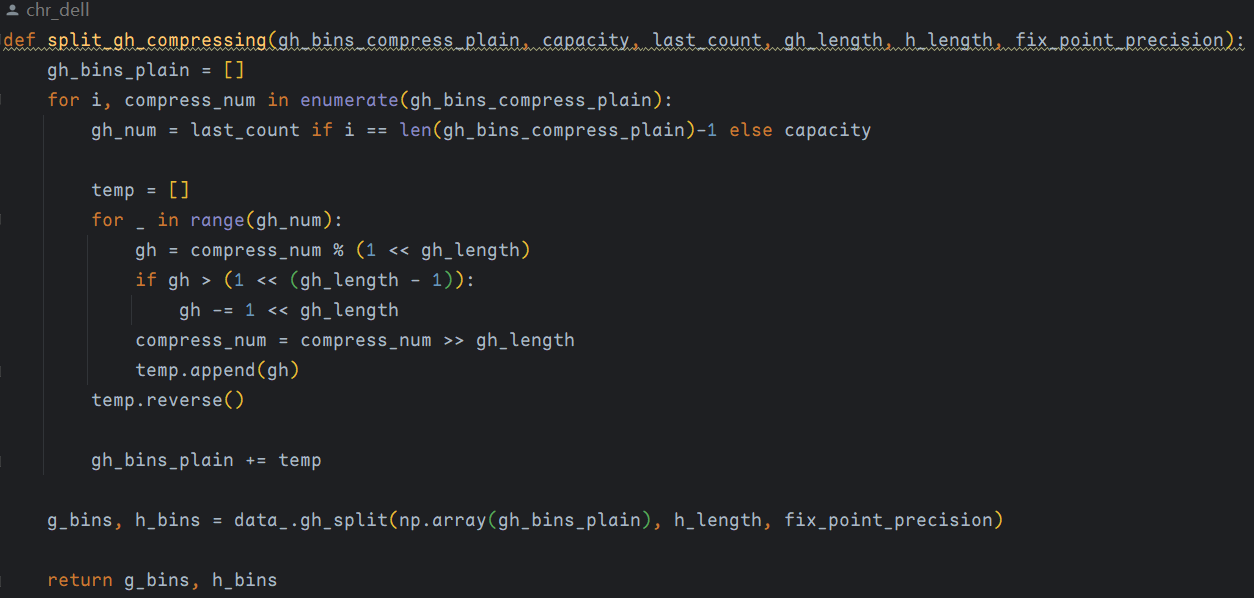 chr_dell
def split_gh_compressing(gh_bins_compress_plain, capacity, last_count, gh_length, h_length, fix_point_precision):
    gh_bins_plain = []
    for i, compress_num in enumerate(gh_bins_compress_plain):
        gh_num = last_count if i == len(gh_bins_compress_plain)-1 else capacity
        temp = []
        for _ in range(gh_num):
            gh = compress_num % (1 << gh_length)
            if gh > (1 << (gh_length - 1)):
                gh -= 1 << gh_length
            compress_num = compress_num >> gh_length
            temp.append(gh)
        temp.reverse()
        gh_bins_plain += temp
    g_bins, h_bins = data_.gh_split(np.array(gh_bins_plain), h_length, fix_point_precision)
    return g_bins, h_bins